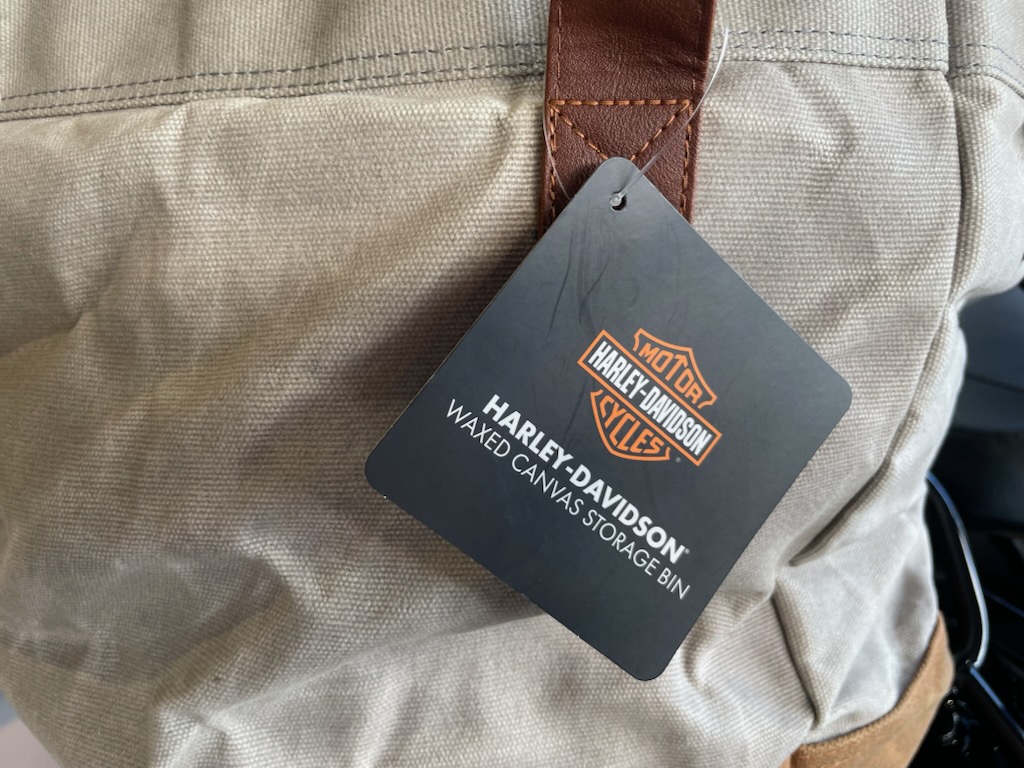 MOTOR
HARLEY-DAVIDSON
CYCLES®
HARLEY-DAVIDSON®
WAXED CANVAS STORAGE BIN